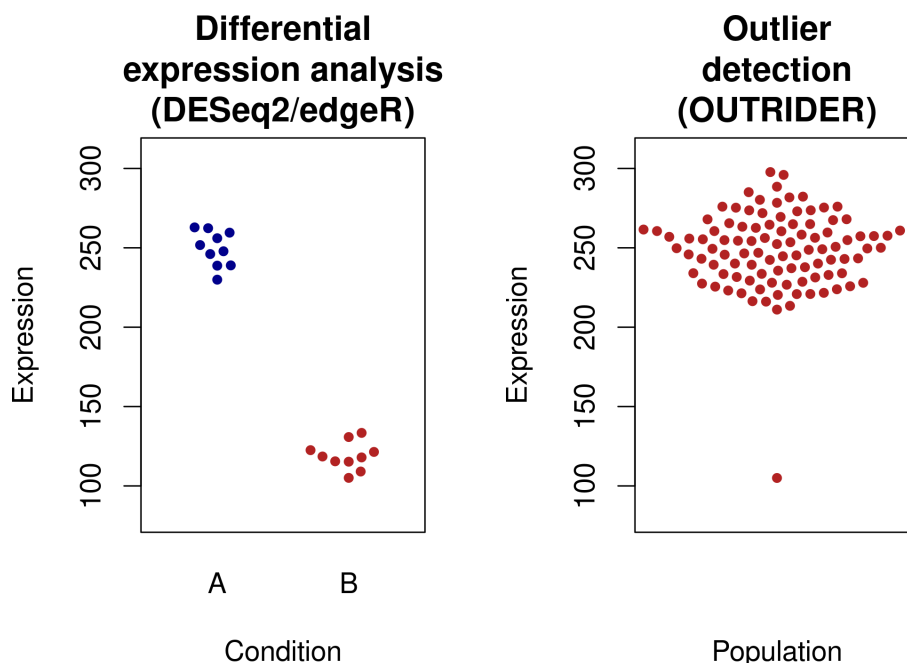 Differential
expression analysis
(DESeq2/edgeR)
300
250
200
150
100
Expression
A
B
Condition
Outlier
detection
(OUTRIDER)
300
250
200
150
100
Expression
Population